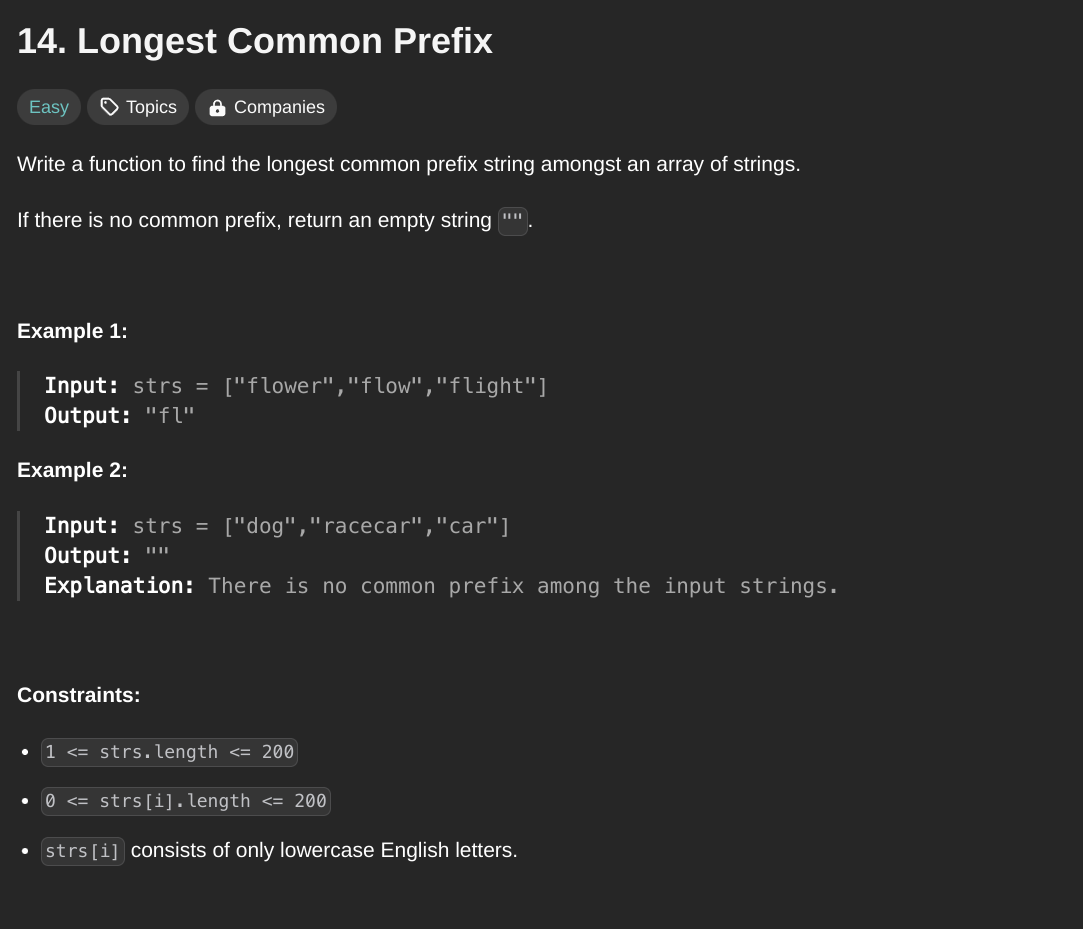 14. Longest Common Prefix
Easy Topics Companies
Write a function to find the longest common prefix string amongst an array of strings.
If there is no common prefix, return an empty string "".
Example 1:
Input: strs = ["flower","flow","flight"]
Output: "fl"
Example 2:
Input: strs = ["dog","racecar","car"]
Output: ""
Explanation: There is no common prefix among the input strings.
Constraints:
• 1 <= strs.length <= 200
• 0 <= strs[i].length <= 200
• strs[i] consists of only lowercase English letters.